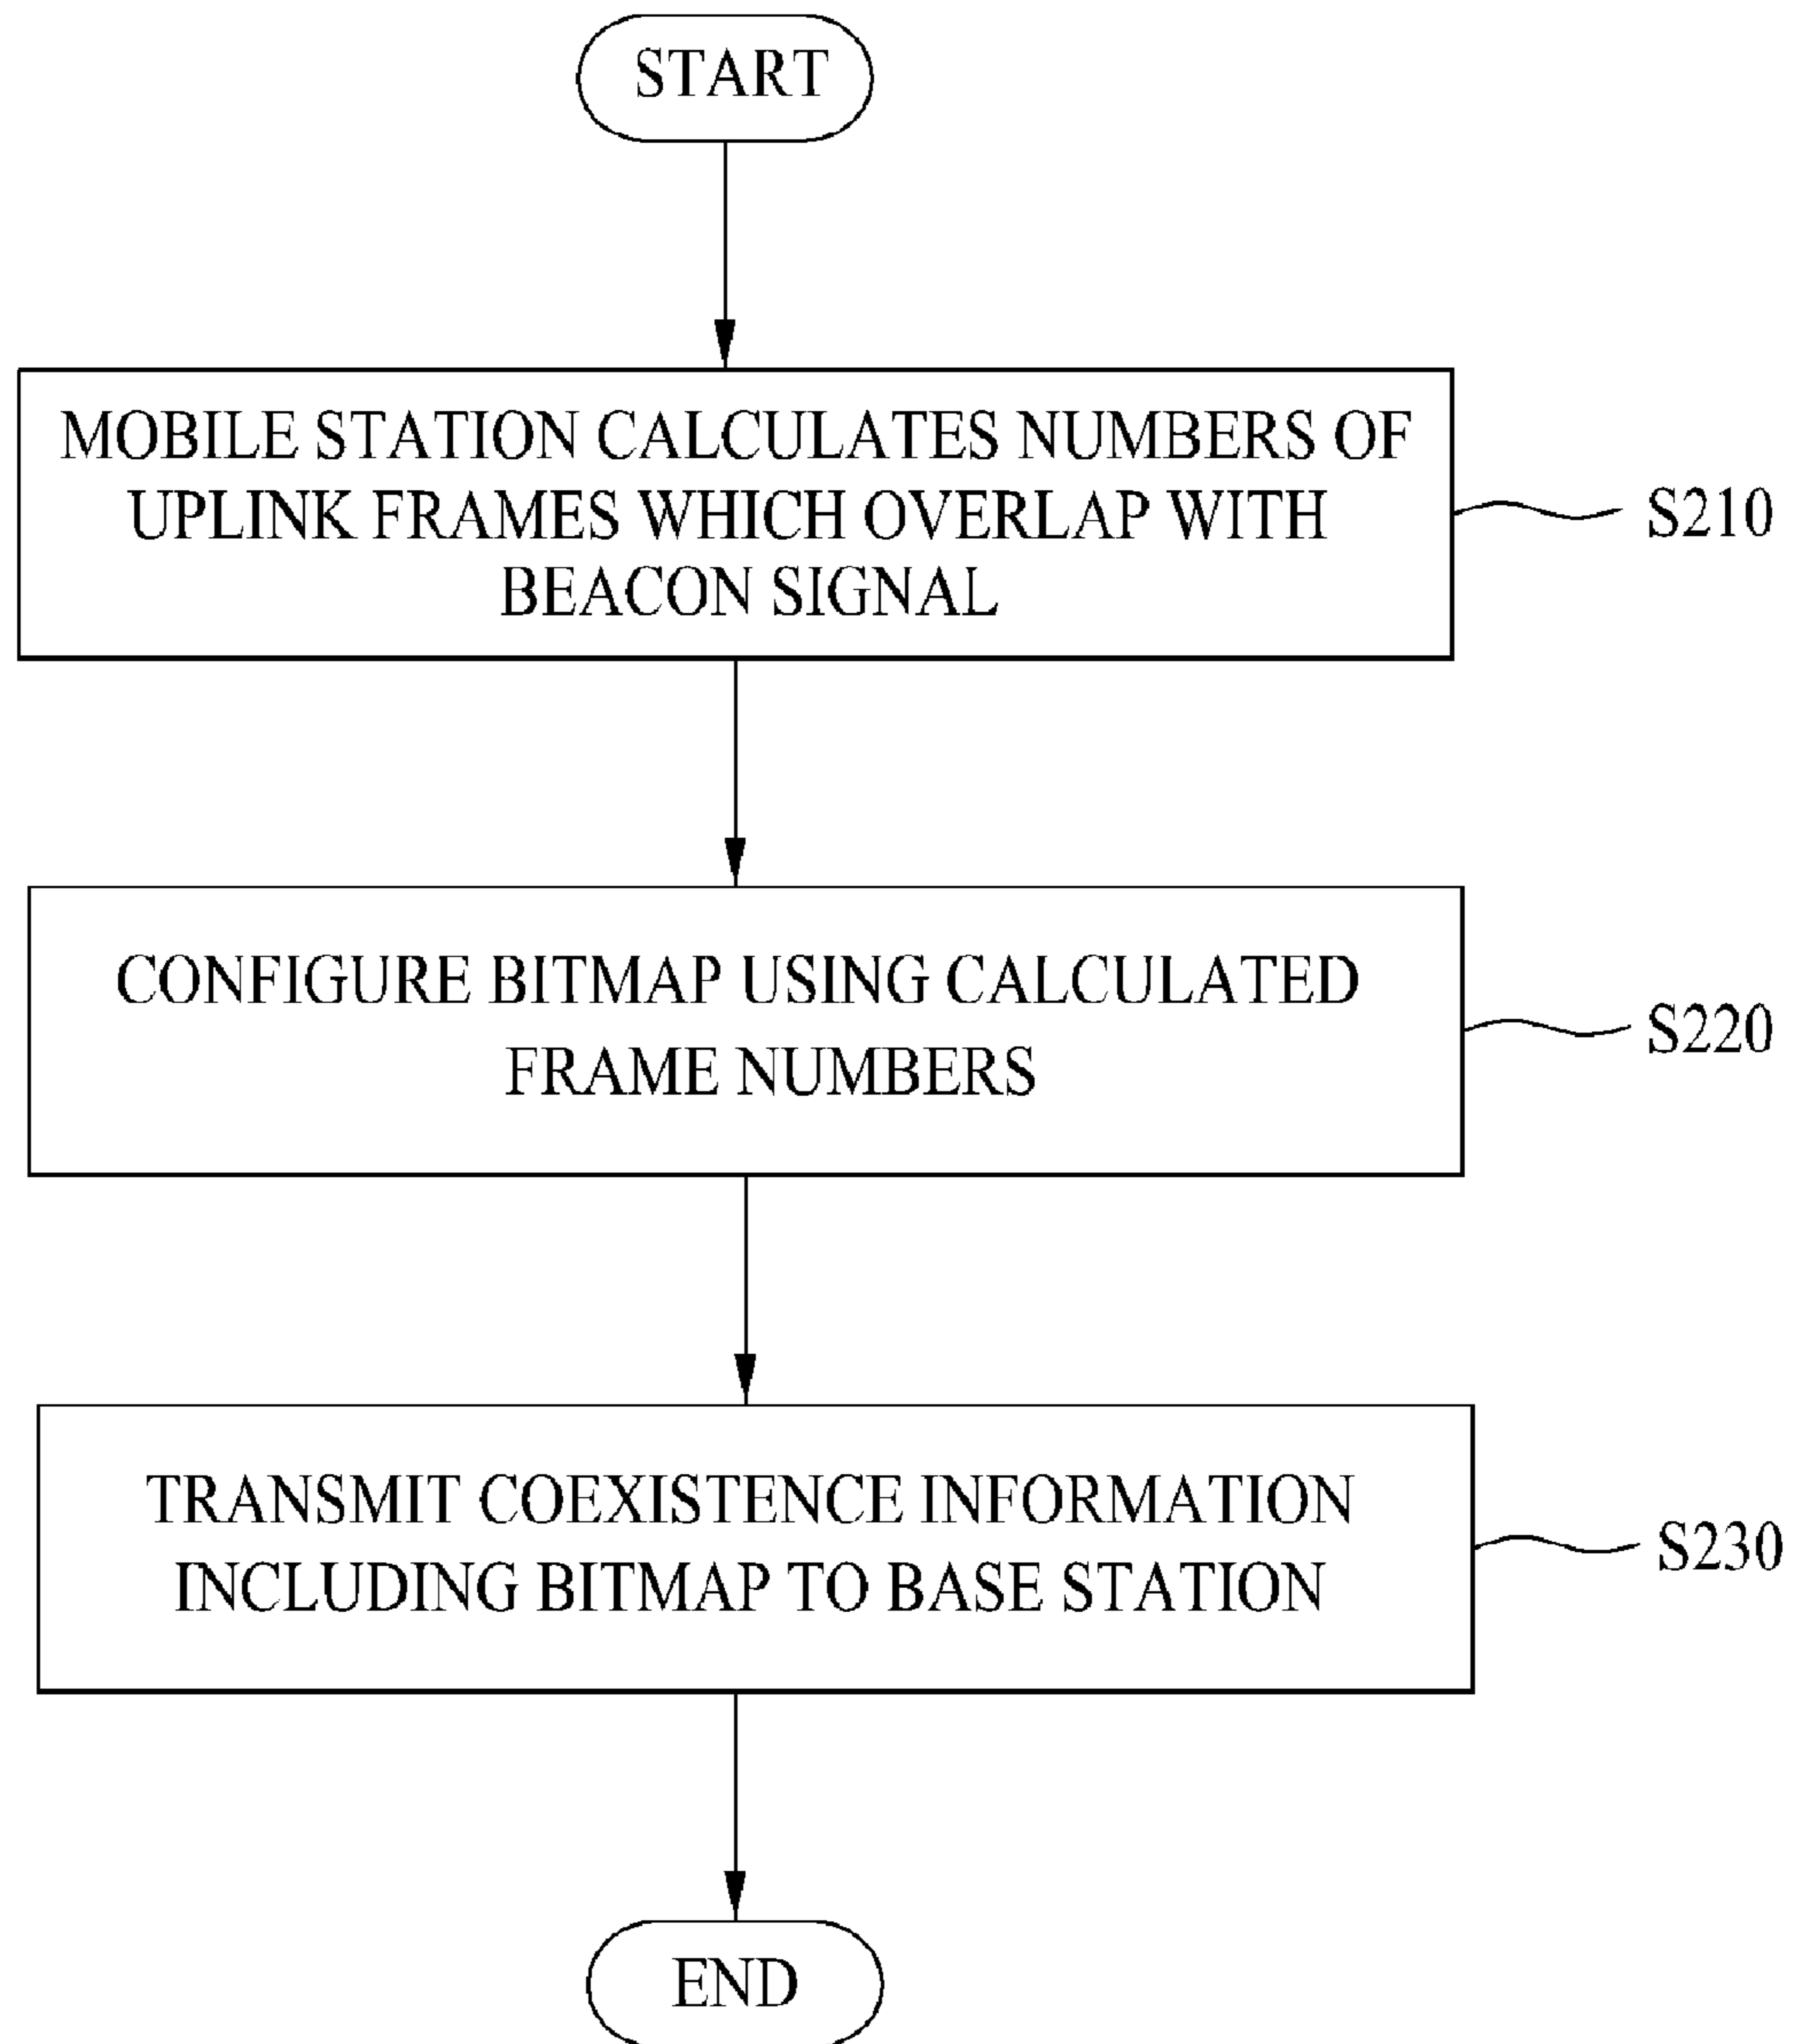 START
MOBILE STATION CALCULATES NUMBERS OF
UPLINK FRAMES WHICH OVERLAP WITH
BEACON SIGNAL
S210
CONFIGURE BITMAP USING CALCULATED
FRAME NUMBERS
S220
TRANSMIT COEXISTENCE INFORMATION
INCLUDING BITMAP TO BASE STATION
S230
END